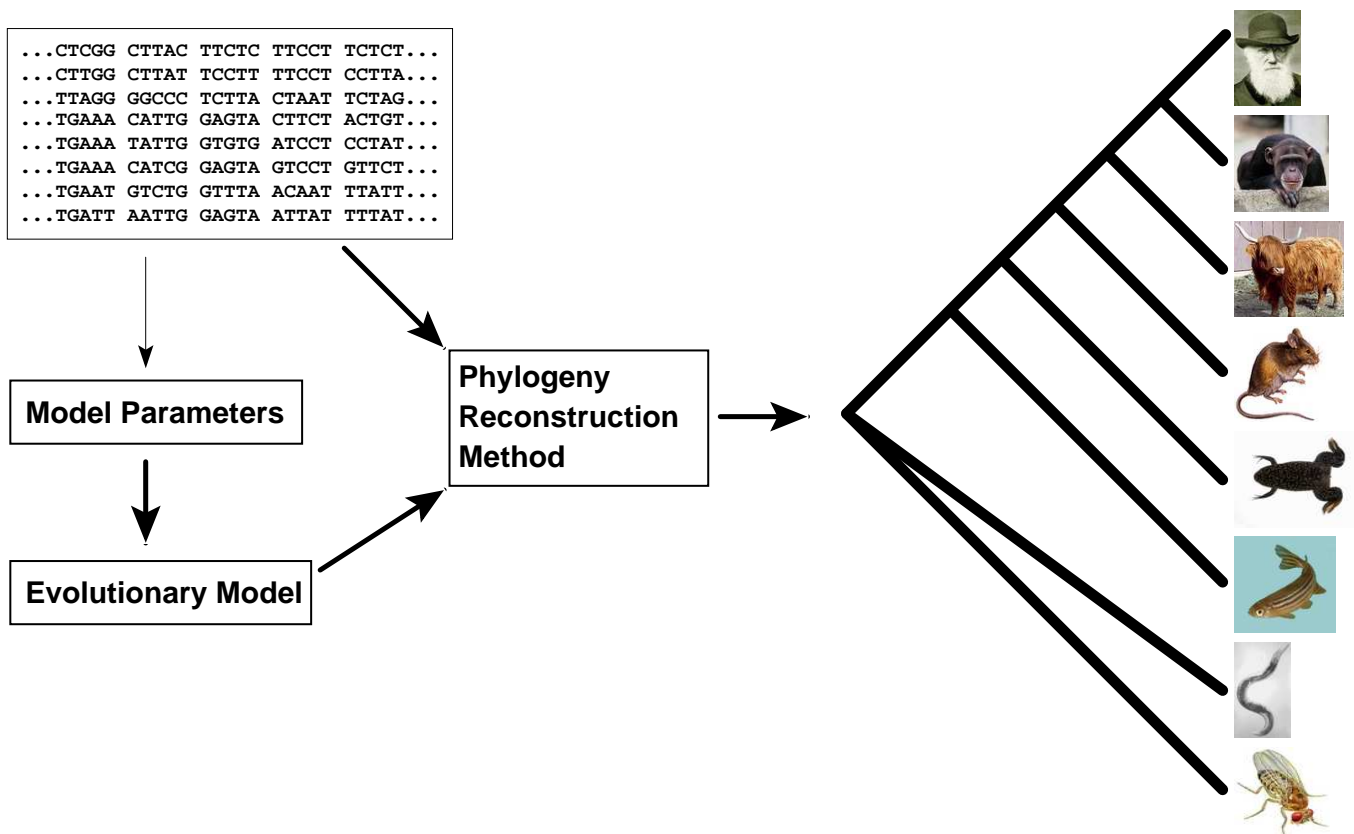 ...CTCGG CTTAC TTCTC TTCCT TCTCT...
...CTTGG CTTAT TCCTT TTCCT CCTTA...
...TTAGG GGCCC TCTTA CTAAT TCTAG...
...TGAAA CATTG GAGTA CTTCT ACTGT...
...TGAAA TATTG GTGTG ATCCT CCTAT...
...TGAAA CATCG GAGTA GTCCT GTTCT...
...TGAAT GTCTG GTTTA ACAAT TTATT...
...TGATT AATTG GAGTA ATTAT TTTAT...
Model Parameters
Evolutionary Model
Phylogeny
Reconstruction
Method